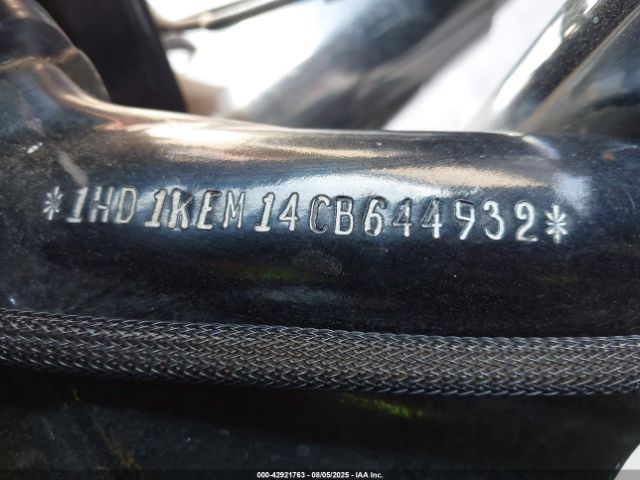 *1HD1KEM14CB644932*
000-42921763 - 08/05/2025 - IAA Inc.